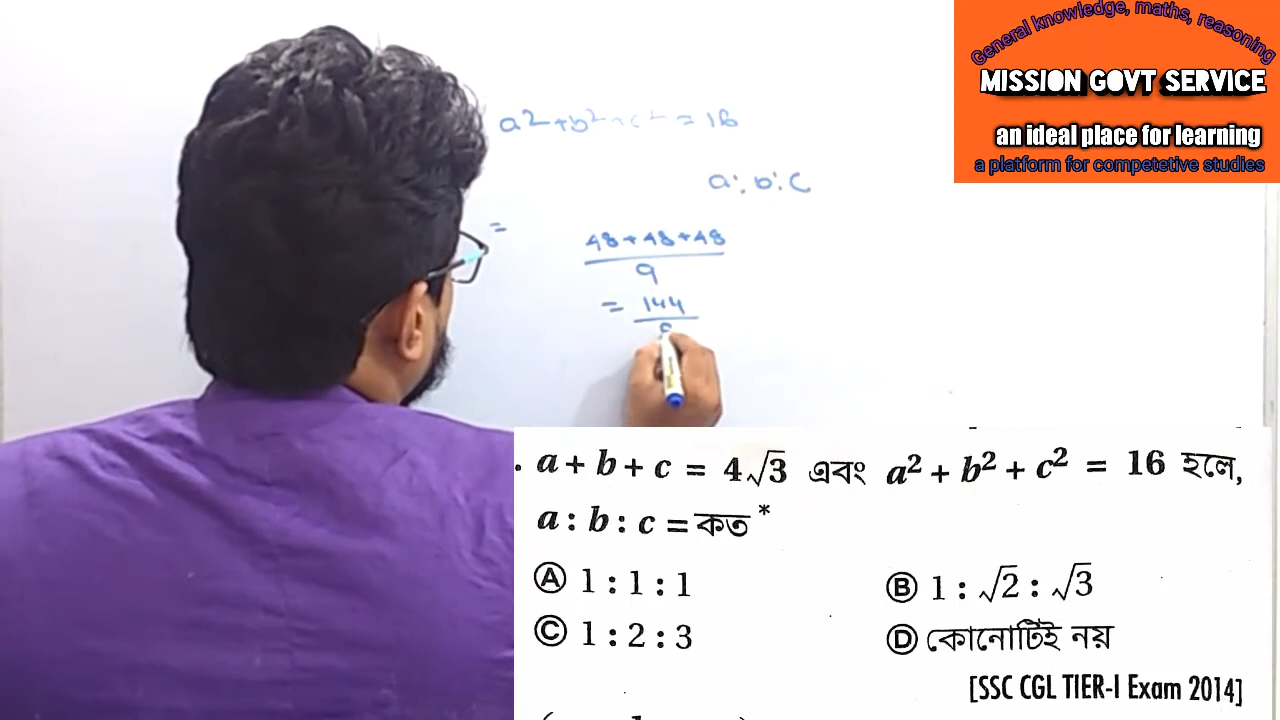 General knowledge, maths, reasoning
MISSION GOVT SERVICE
an ideal place for learning
a platform for competetive studies
a²+b²+c² = 16
a:b:c
=
48+48+48
9
= 144
. a + b + c = 4√3 এবং a² + b² + c² = 16 হলে,
a : b : c = কত *
Ⓐ 1 : 1 : 1
Ⓑ 1 : √2 : √3
Ⓒ 1 : 2 : 3
Ⓓ কোনোটিই নয়
[SSC CGL TIER-I Exam 2014]